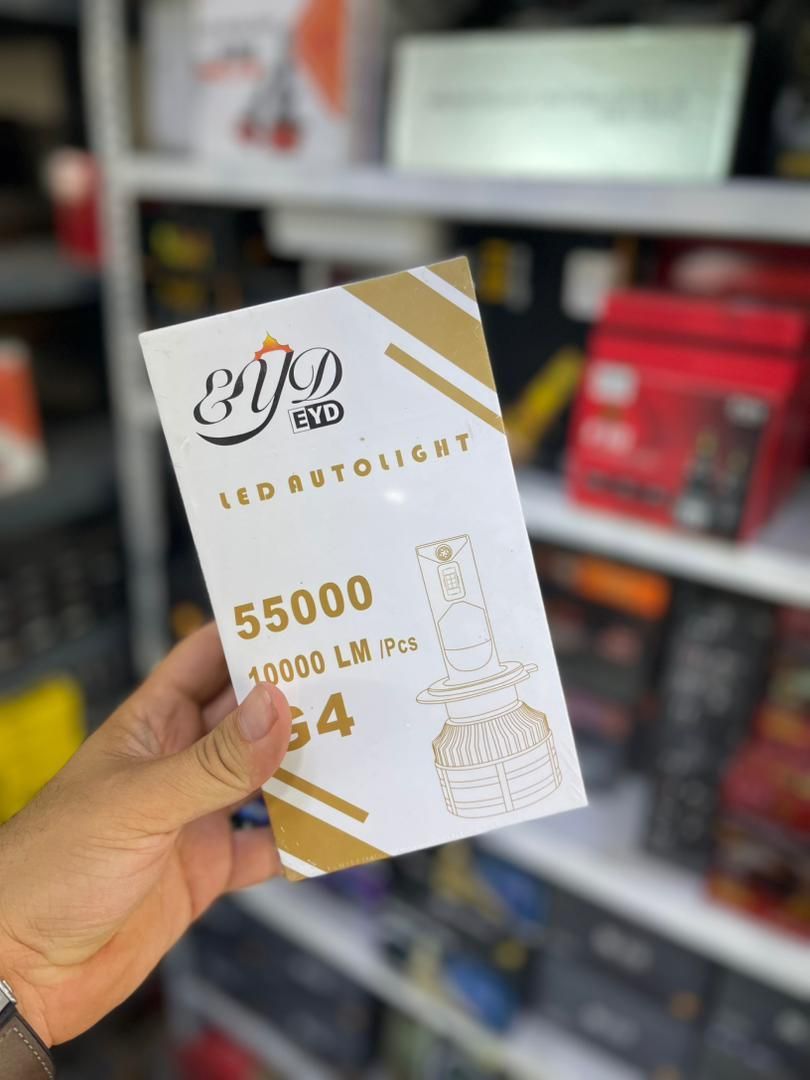 EYD
EYD
LED AUTOLIGHT
55000
10000 LM /Pcs
G4